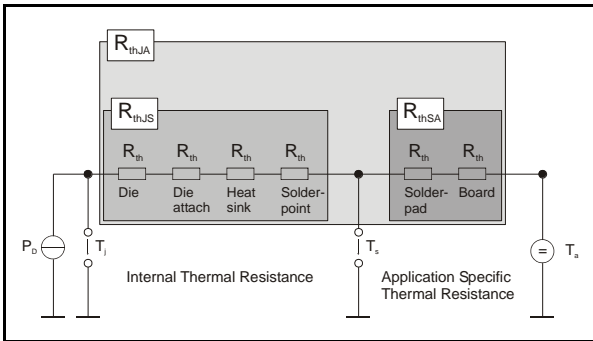 RthJA
RthJS
RthSA
Rth Rth Rth Rth Rth Rth
Die Die Heat Solder- Solder- Board
attach sink point pad
PD Tj Ts = Ta
Internal Thermal Resistance Application Specific
Thermal Resistance